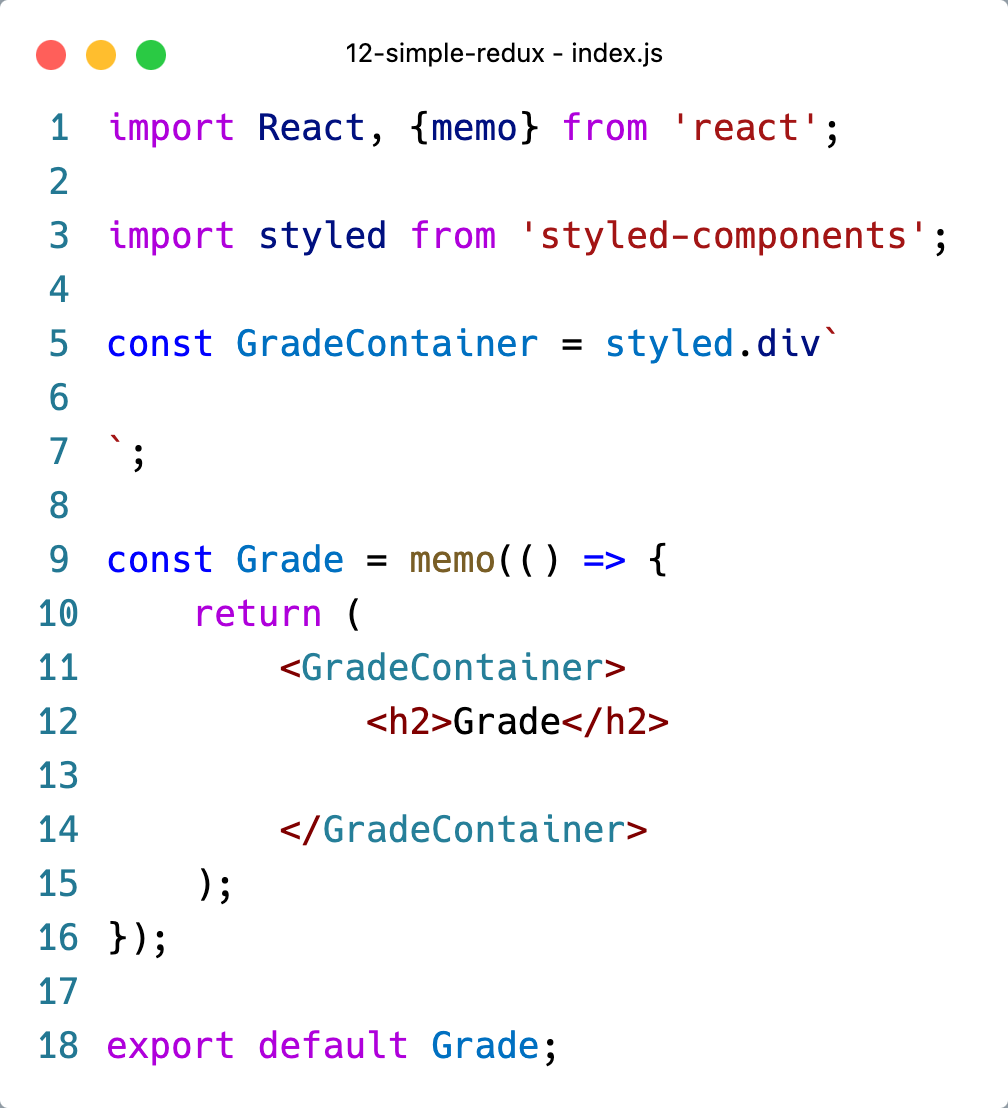 12-simple-redux - index.js
1 import React, {memo} from 'react';
2
3 import styled from 'styled-components';
4
5 const GradeContainer = styled.div`
6
7 `;
8
9 const Grade = memo(() => {
10     return (
11         <GradeContainer>
12             <h2>Grade</h2>
13
14         </GradeContainer>
15     );
16 });
17
18 export default Grade;